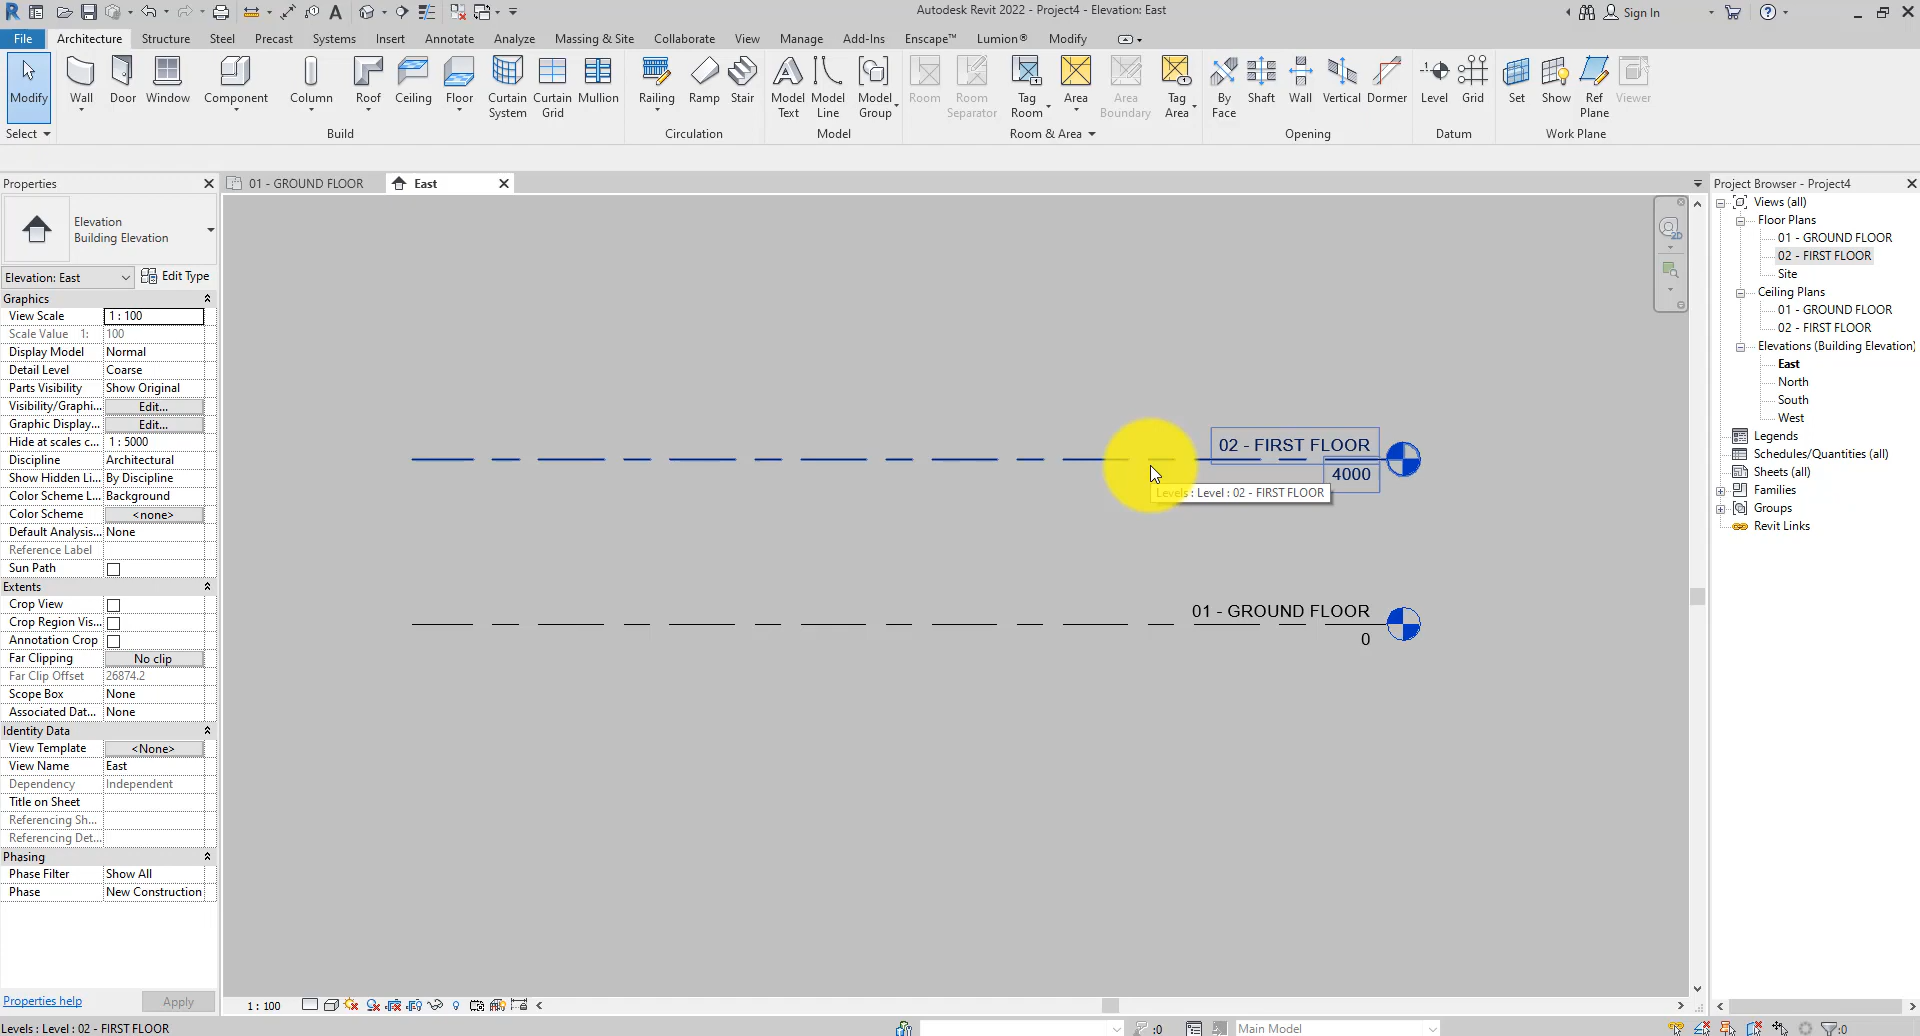 Autodesk Revit 2022 - Project4 - Elevation: East
Sign In
File Architecture Structure Steel Precast Systems Insert Annotate Analyze Massing & Site Collaborate View Manage Add-Ins Enscape™ Lumion® Modify
Modify Wall Door Window Component Column Roof Ceiling Floor Curtain System Curtain Grid Mullion Railing Ramp Stair Model Text Model Line Model Group Room Room Separator Tag Room Area Area Boundary Tag Area By Face Shaft Wall Vertical Dormer Level Grid Set Show Ref Plane Viewer
Select Build Circulation Model Room & Area Opening Datum Work Plane
Properties
Elevation
Building Elevation
Elevation: East Edit Type
Graphics
View Scale 1 : 100
Scale Value 1: 100
Display Model Normal
Detail Level Coarse
Parts Visibility Show Original
Visibility/Graphi... Edit...
Graphic Display... Edit...
Hide at scales c... 1 : 5000
Discipline Architectural
Show Hidden Li... By Discipline
Color Scheme L... Background
Color Scheme <none>
Default Analysis... None
Reference Label
Sun Path
Extents
Crop View
Crop Region Vis...
Annotation Crop
Far Clipping No clip
Far Clip Offset 26874.2
Scope Box None
Associated Dat... None
Identity Data
View Template <None>
View Name East
Dependency Independent
Title on Sheet
Referencing Sh...
Referencing Det...
Phasing
Phase Filter Show All
Phase New Construction
Properties help Apply
01 - GROUND FLOOR East
02 - FIRST FLOOR
4000
Levels : Level : 02 - FIRST FLOOR
01 - GROUND FLOOR
0
Project Browser - Project4
Views (all)
Floor Plans
01 - GROUND FLOOR
02 - FIRST FLOOR
Site
Ceiling Plans
01 - GROUND FLOOR
02 - FIRST FLOOR
Elevations (Building Elevation)
East
North
South
West
Legends
Schedules/Quantities (all)
Sheets (all)
Families
Groups
Revit Links
1 : 100
Levels : Level : 02 - FIRST FLOOR
:0
Main Model
:0